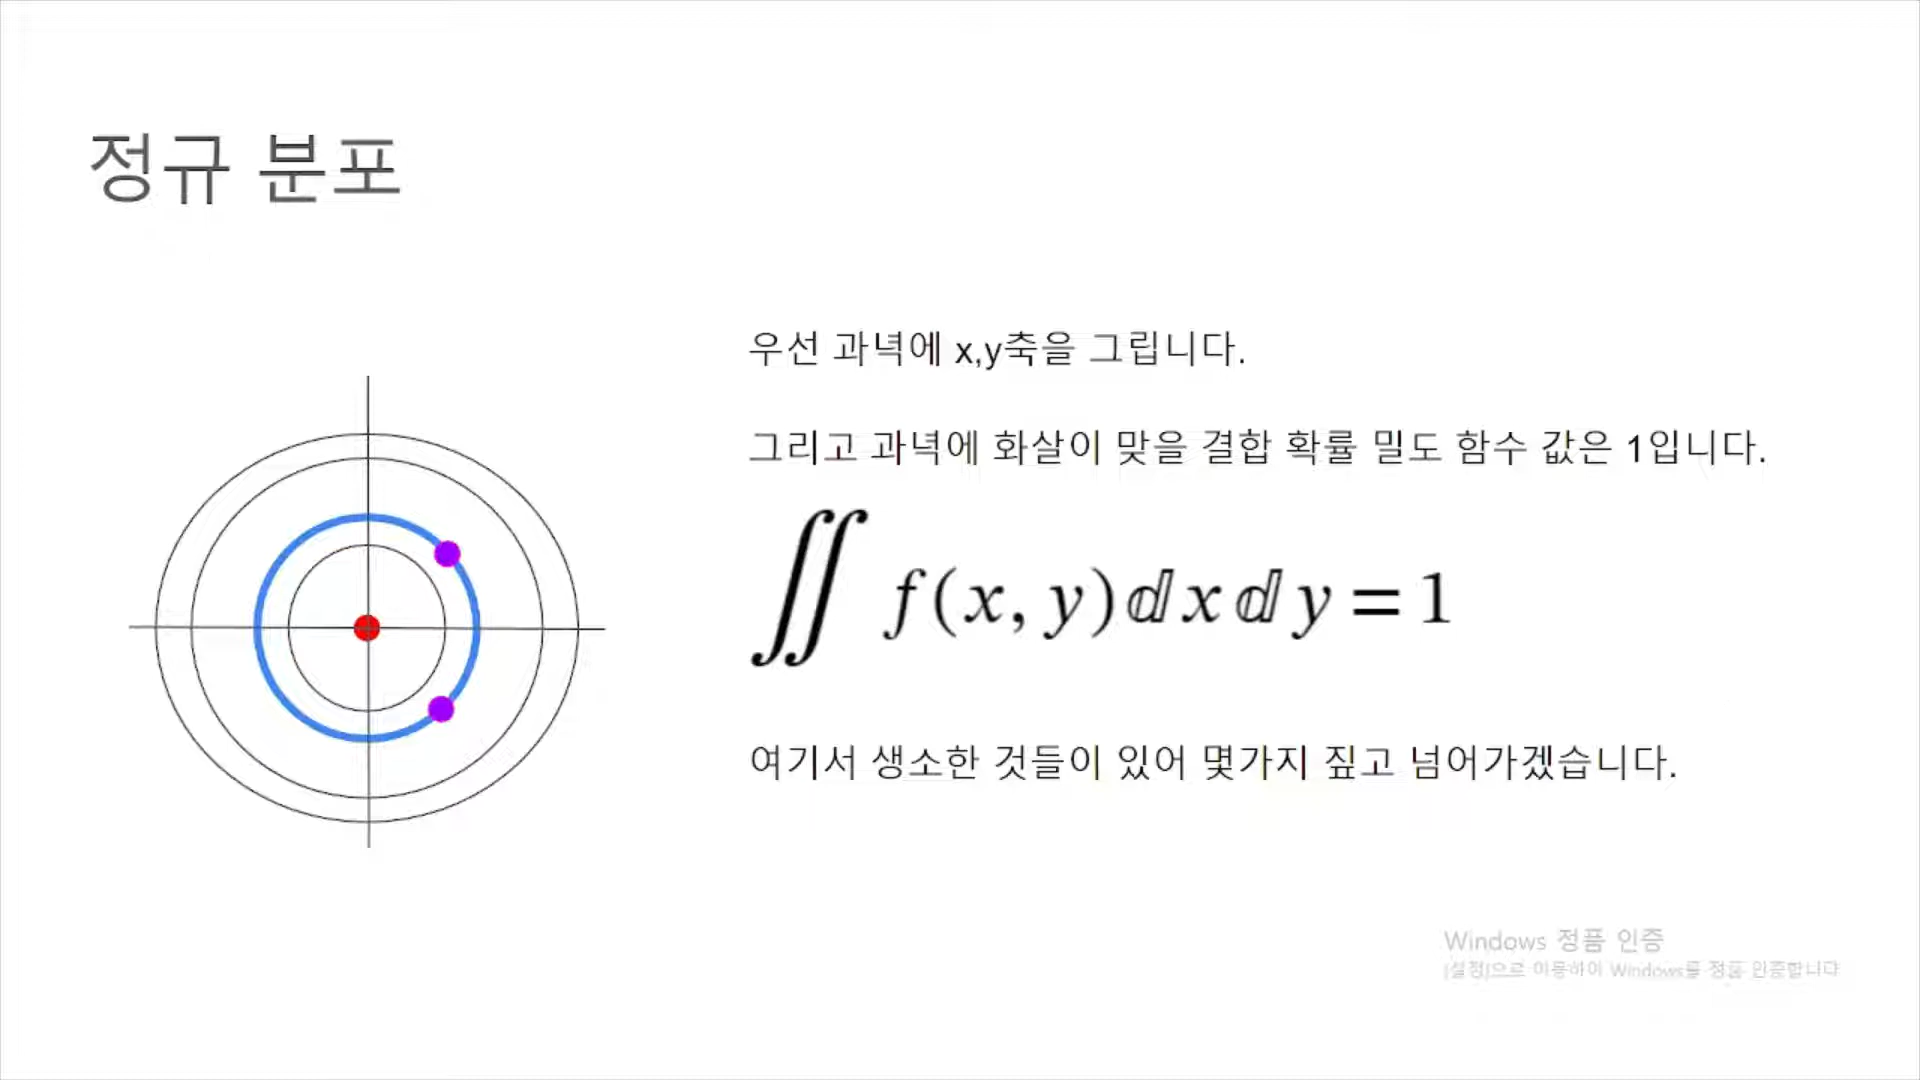 정규 분포
우선 과녁에 x,y축을 그립니다.
그리고 과녁에 화살이 맞을 결합 확률 밀도 함수 값은 1입니다.
∬ f(x, y)ⅆxⅆy = 1
여기서 생소한 것들이 있어 몇가지 짚고 넘어가겠습니다.
Windows 정품 인증
[설정]으로 이동하여 Windows를 정품 인증합니다